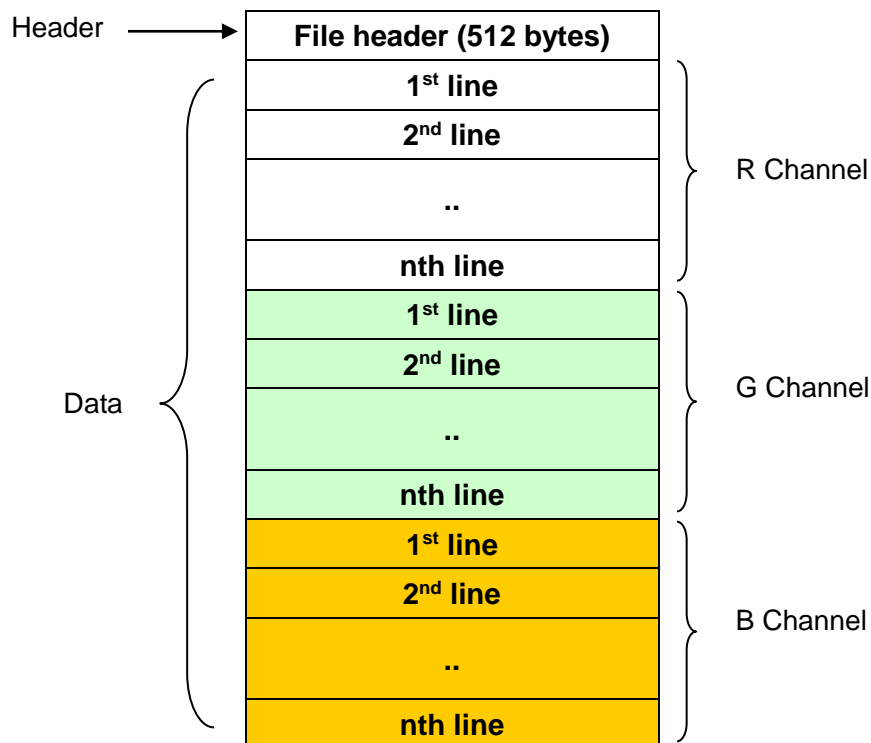 Header
File header (512 bytes)
1st line
2nd line
..
nth line
R Channel
1st line
2nd line
..
nth line
G Channel
Data
1st line
2nd line
..
nth line
B Channel